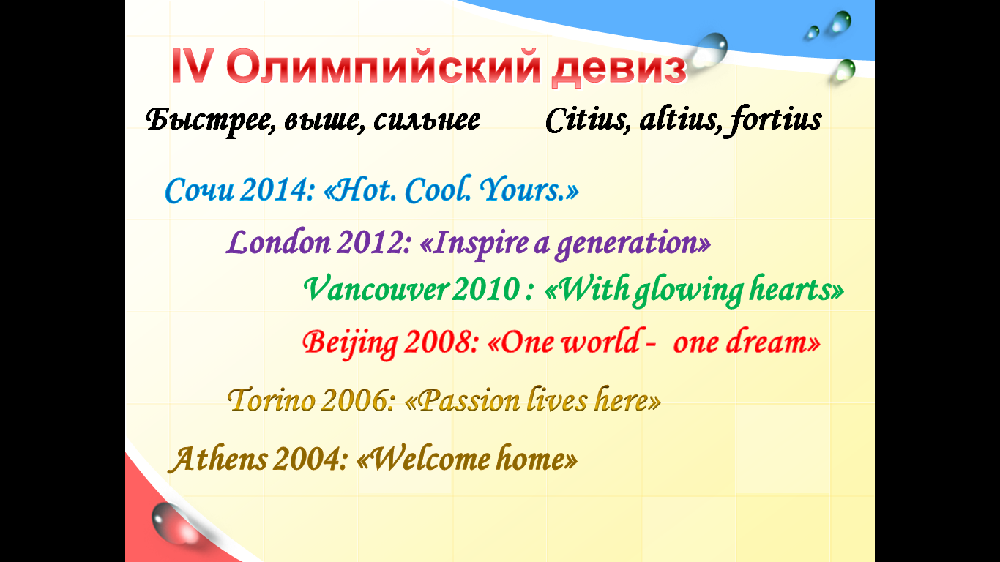 IV Олимпийский девиз
Быстрее, выше, сильнее Citius, altius, fortius
Сочи 2014: «Hot. Cool. Yours.»
London 2012: «Inspire a generation»
Vancouver 2010 : «With glowing hearts»
Beijing 2008: «One world - one dream»
Torino 2006: «Passion lives here»
Athens 2004: «Welcome home»